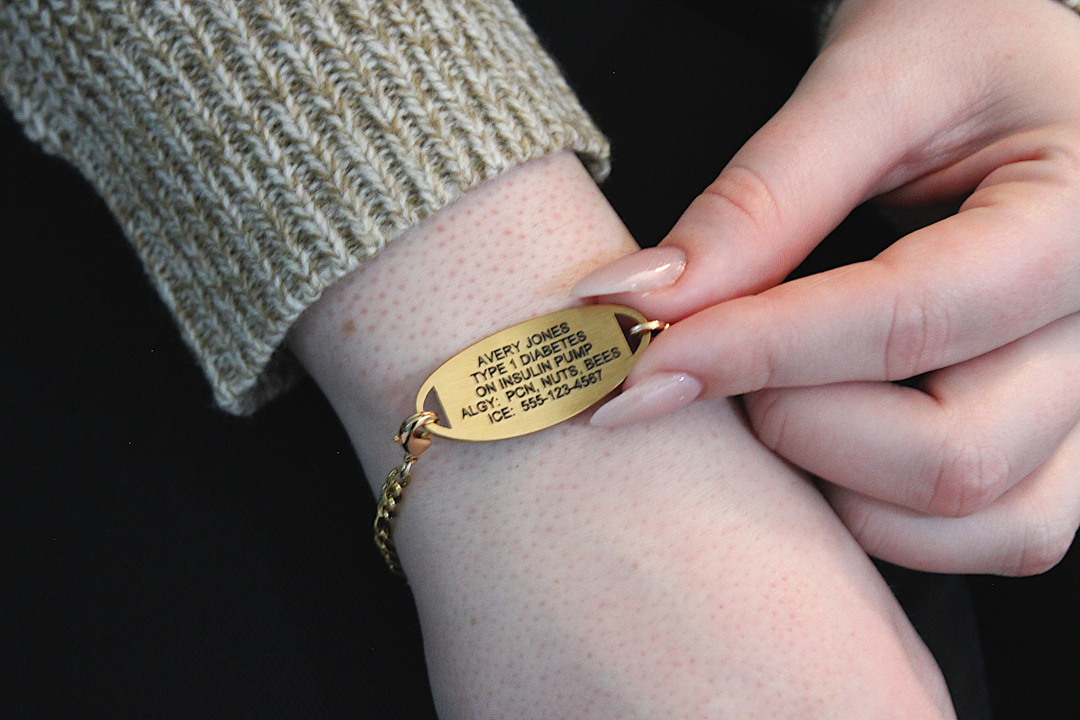 AVERY JONES
TYPE 1 DIABETES
ON INSULIN PUMP
ALGY: PCN, NUTS, BEES
ICE: 555-123-4567